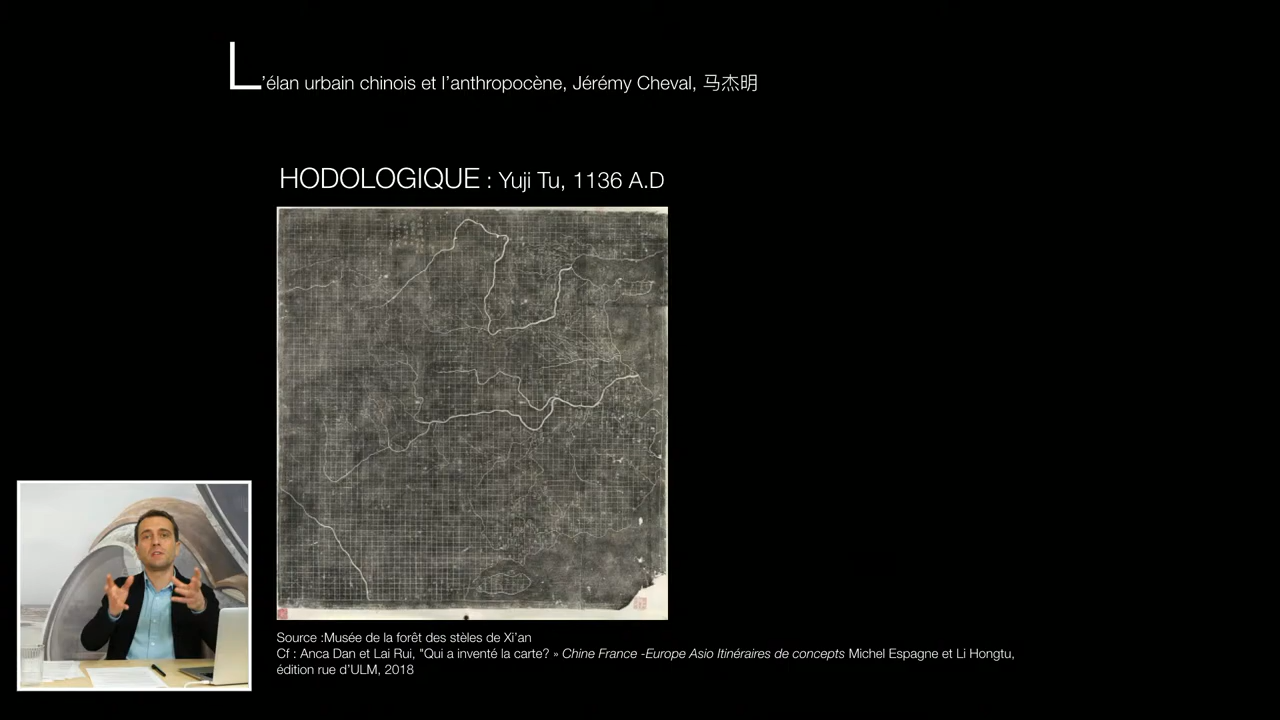 L'élan urbain chinois et l'anthropocène, Jérémy Cheval, 马杰明
HODOLOGIQUE : Yuji Tu, 1136 A.D
Source :Musée de la forêt des stèles de Xi'an
Cf : Anca Dan et Lai Rui, "Qui a inventé la carte? » Chine France -Europe Asio Itinéraires de concepts Michel Espagne et Li Hongtu,
édition rue d'ULM, 2018